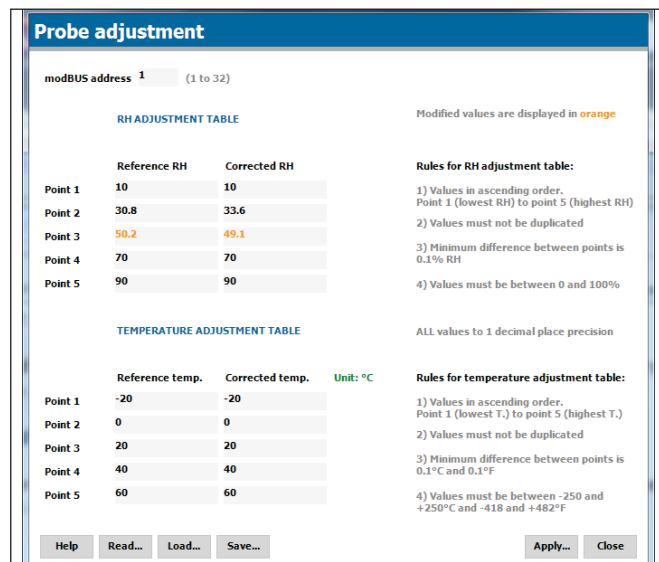 Probe adjustment
modBUS address 1 (1 to 32)
RH ADJUSTMENT TABLE
Modified values are displayed in orange
Reference RH Corrected RH
Rules for RH adjustment table:
Point 1 10 10
1) Values in ascending order.
Point 1 (lowest RH) to point 5 (highest RH)
Point 2 30.8 33.6
2) Values must not be duplicated
Point 3 50.2 49.1
3) Minimum difference between points is
0.1% RH
Point 4 70 70
Point 5 90 90
4) Values must be between 0 and 100%
TEMPERATURE ADJUSTMENT TABLE
ALL values to 1 decimal place precision
Reference temp. Corrected temp. Unit: °C
Rules for temperature adjustment table:
Point 1 -20 -20
1) Values in ascending order.
Point 1 (lowest T.) to point 5 (highest T.)
Point 2 0 0
2) Values must not be duplicated
Point 3 20 20
3) Minimum difference between points is
0.1°C and 0.1°F
Point 4 40 40
Point 5 60 60
4) Values must be between -250 and
+250°C and -418 and +482°F
Help Read... Load... Save... Apply... Close